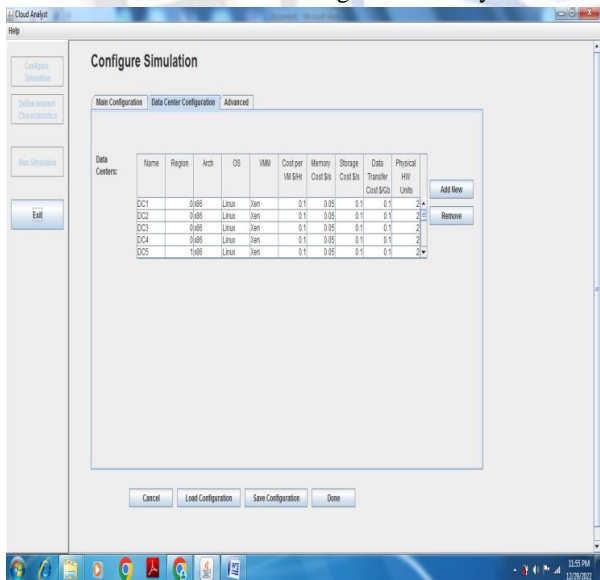 Cloud Analyst
Help
Configure Simulation
Configure
Simulation
Define Internet
Characteristics
Run Simulation
Exit
Main Configuration Data Center Configuration Advanced
Data
Centers:
Name Region Arch OS VMM Cost per VM $/Hr Memory Cost $/s Storage Cost $/s Data Transfer Cost $/Gb Physical HW Units
DC1 0 x86 Linux Xen 0.1 0.05 0.1 0.1 2
DC2 0 x86 Linux Xen 0.1 0.05 0.1 0.1 2
DC3 0 x86 Linux Xen 0.1 0.05 0.1 0.1 2
DC4 0 x86 Linux Xen 0.1 0.05 0.1 0.1 2
DC5 1 x86 Linux Xen 0.1 0.05 0.1 0.1 2
Add New
Remove
Cancel Load Configuration Save Configuration Done
11:55 PM
12/29/2022